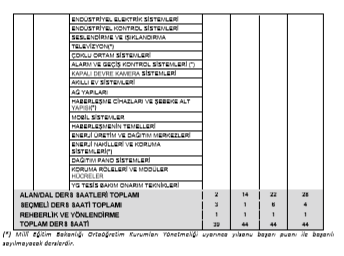 ENDÜSTRİYEL ELEKTRİK SİSTEMLERİ
ENDÜSTRİYEL KONTROL SİSTEMLERİ
SESLENDİRME VE IŞIKLANDIRMA
TELEVİZYON(*)
ÇOKLU ORTAM SİSTEMLERİ
ALARM VE GEÇİŞ KONTROL SİSTEMLERİ (*)
KAPALI DEVRE KAMERA SİSTEMLERİ
AKILLI EV SİSTEMLERİ
AĞ YAPILARI
HABERLEŞME CİHAZLARI VE ŞEBEKE ALT
YAPISI(*)
MOBİL SİSTEMLER
HABERLEŞMENİN TEMELLERİ
ENERJİ ÜRETİM VE DAĞITIM MERKEZLERİ
ENERJİ NAKİLLERİ VE KORUMA
SİSTEMLERİ(*)
DAĞITIM PANO SİSTEMLERİ
KORUMA RÖLELERİ VE MODÜLER
HÜCRELER
YG TESİS BAKIM ONARIM TEKNİKLERİ
ALAN/DAL DERS SAATLERİ TOPLAMI 2 14 22 28
SEÇMELİ DERS SAATİ TOPLAMI 3 1 6 4
REHBERLİK VE YÖNLENDİRME 1 1 1 1
TOPLAM DERS SAATİ 44 44 44
(*) Millî Eğitim Bakanlığı Ortaöğretim Kurumları Yönetmeliği uyarınca yılsonu başarı puanı ile başarılı
sayılmayacak derslerdir.